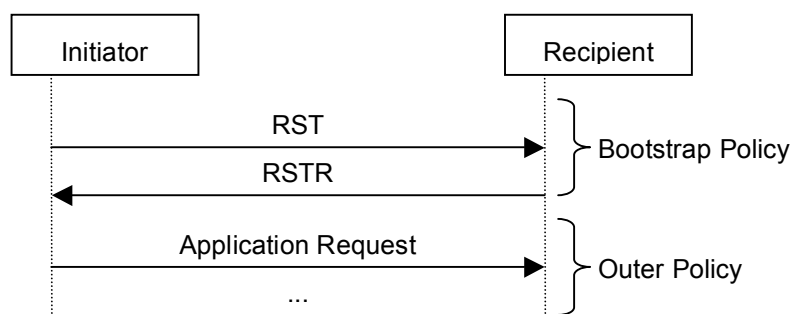 Initiator
Recipient
RST
Bootstrap Policy
RSTR
Application Request
Outer Policy
...